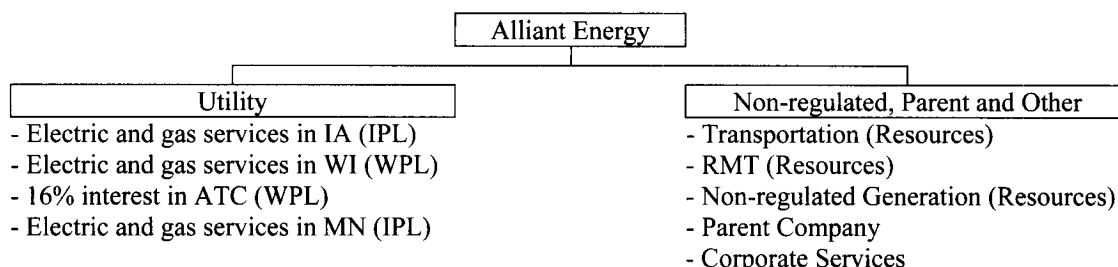 Alliant Energy
Utility
- Electric and gas services in IA (IPL)
- Electric and gas services in WI (WPL)
- 16% interest in ATC (WPL)
- Electric and gas services in MN (IPL)
Non-regulated, Parent and Other
- Transportation (Resources)
- RMT (Resources)
- Non-regulated Generation (Resources)
- Parent Company
- Corporate Services